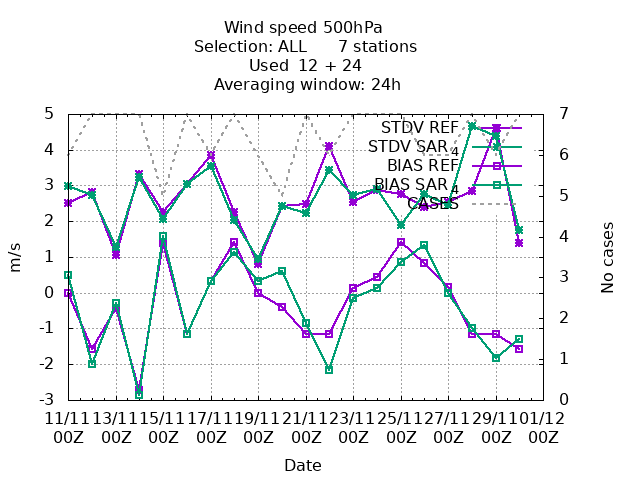 Wind speed 500hPa
Selection: ALL 7 stations
Used 12 + 24
Averaging window: 24h
STDV REF
STDV SAR4
BIAS REF
BIAS SAR4
CASES
5
4
3
2
1
0
-1
-2
-3
7
6
5
4
3
2
1
0
m/s
No cases
11/11 13/11 15/11 17/11 19/11 21/11 23/11 25/11 27/11 29/11 01/12
00Z 00Z 00Z 00Z 00Z 00Z 00Z 00Z 00Z 00Z 00Z
Date